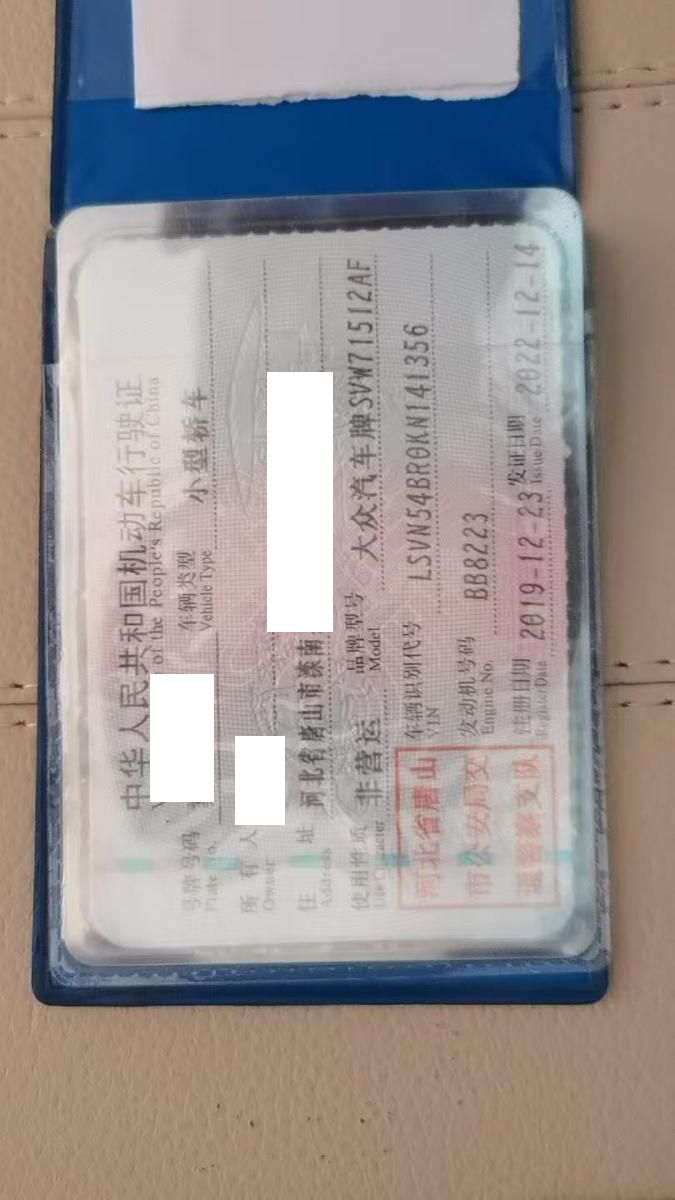 中华人民共和国机动车行驶证
of the People's Republic of China
号牌号码 车辆类型 小型轿车
Plate No. Vehicle Type
所有人
Owner
住址 河北省唐山市滦南
Address
使用性质 非营运 品牌型号 大众汽车牌SVW71512AF
Use Character Model
河北省唐山
市公安局交
通警察支队
车辆识别代号 LSVN54BR0KN141356
VIN
发动机号码 BB8223
Engine No.
注册日期 2019-12-23 发证日期 2022-12-14
Register Date Issue Date